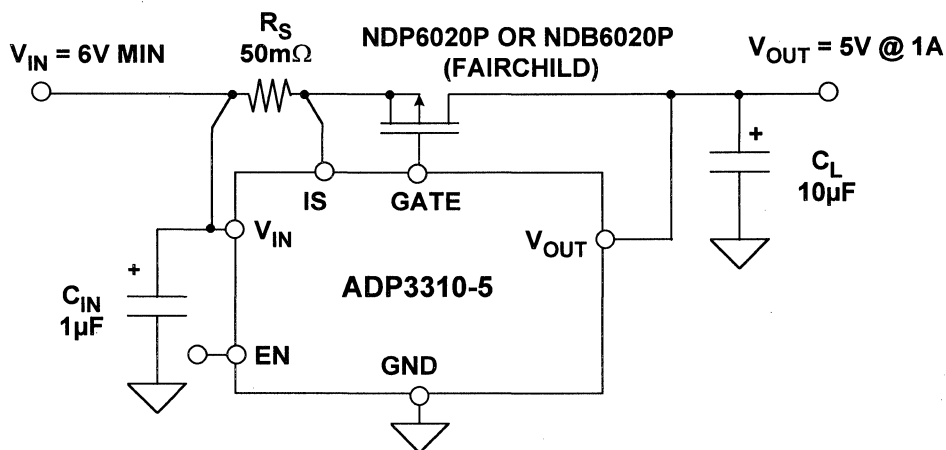 R_S
50mΩ
NDP6020P OR NDB6020P
(FAIRCHILD)
V_IN = 6V MIN
V_OUT = 5V @ 1A
+
C_L
10µF
IS
GATE
V_IN
V_OUT
ADP3310-5
+
C_IN
1µF
EN
GND